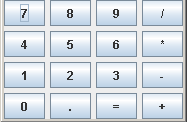 7 8 9 /
4 5 6 *
1 2 3 -
0 . = +